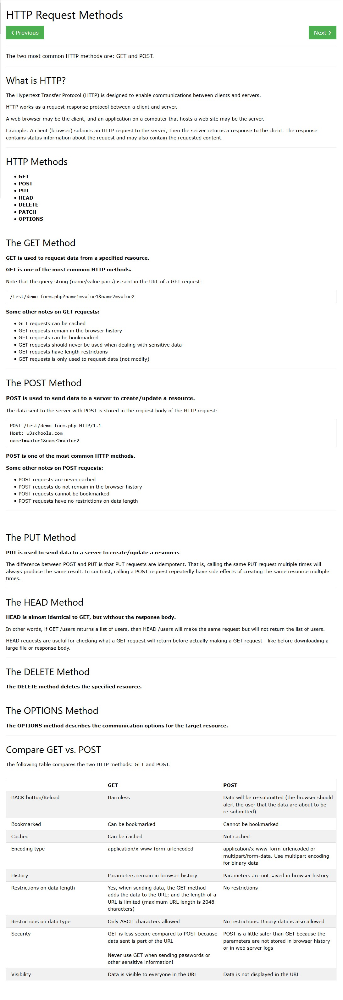 HTTP Request Methods
❮ Previous
Next ❯
The two most common HTTP methods are: GET and POST.
What is HTTP?
The Hypertext Transfer Protocol (HTTP) is designed to enable communications between clients and servers.
HTTP works as a request-response protocol between a client and server.
A web browser may be the client, and an application on a computer that hosts a web site may be the server.
Example: A client (browser) submits an HTTP request to the server; then the server returns a response to the client. The response
contains status information about the request and may also contain the requested content.
HTTP Methods
• GET
• POST
• PUT
• HEAD
• DELETE
• PATCH
• OPTIONS
The GET Method
GET is used to request data from a specified resource.
GET is one of the most common HTTP methods.
Note that the query string (name/value pairs) is sent in the URL of a GET request:
/test/demo_form.php?name1=value1&name2=value2
Some other notes on GET requests:
• GET requests can be cached
• GET requests remain in the browser history
• GET requests can be bookmarked
• GET requests should never be used when dealing with sensitive data
• GET requests have length restrictions
• GET requests is only used to request data (not modify)
The POST Method
POST is used to send data to a server to create/update a resource.
The data sent to the server with POST is stored in the request body of the HTTP request:
POST /test/demo_form.php HTTP/1.1
Host: w3schools.com
name1=value1&name2=value2
POST is one of the most common HTTP methods.
Some other notes on POST requests:
• POST requests are never cached
• POST requests do not remain in the browser history
• POST requests cannot be bookmarked
• POST requests have no restrictions on data length
The PUT Method
PUT is used to send data to a server to create/update a resource.
The difference between POST and PUT is that PUT requests are idempotent. That is, calling the same PUT request multiple times will
always produce the same result. In contrast, calling a POST request repeatedly have side effects of creating the same resource multiple
times.
The HEAD Method
HEAD is almost identical to GET, but without the response body.
In other words, if GET /users returns a list of users, then HEAD /users will make the same request but will not return the list of users.
HEAD requests are useful for checking what a GET request will return before actually making a GET request - like before downloading a
large file or response body.
The DELETE Method
The DELETE method deletes the specified resource.
The OPTIONS Method
The OPTIONS method describes the communication options for the target resource.
Compare GET vs. POST
The following table compares the two HTTP methods: GET and POST.
GET POST
BACK button/Reload Harmless Data will be re-submitted (the browser should
alert the user that the data are about to be
re-submitted)
Bookmarked Can be bookmarked Cannot be bookmarked
Cached Can be cached Not cached
Encoding type application/x-www-form-urlencoded application/x-www-form-urlencoded or
multipart/form-data. Use multipart encoding
for binary data
History Parameters remain in browser history Parameters are not saved in browser history
Restrictions on data length Yes, when sending data, the GET method No restrictions
adds the data to the URL; and the length of a
URL is limited (maximum URL length is 2048
characters)
Restrictions on data type Only ASCII characters allowed No restrictions. Binary data is also allowed
Security GET is less secure compared to POST because POST is a little safer than GET because the
data sent is part of the URL parameters are not stored in browser history
or in web server logs
Never use GET when sending passwords or
other sensitive information!
Visibility Data is visible to everyone in the URL Data is not displayed in the URL